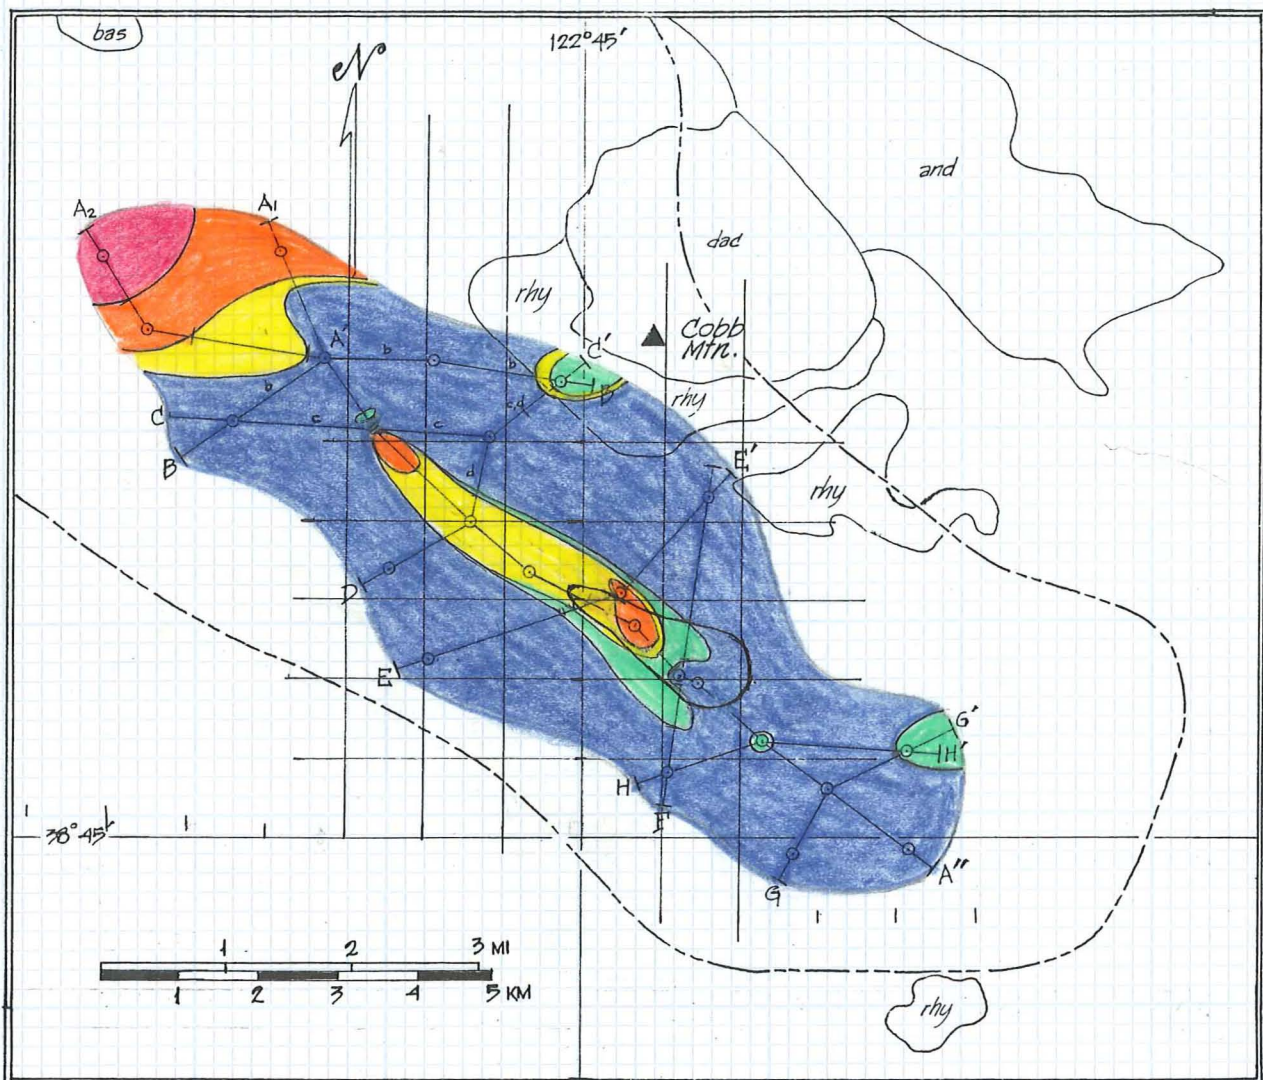 bas
122°45'
N
and
A₂
A₁
dac
rhy
Cobb
Mtn.
A'
b
b
C'
b
rhy
C
c
c
c,d
B
d
E'
rhy
D
E
G'
H'
H
F
38°45'
A"
G
1 2 3 MI
1 2 3 4 5 KM
rhy